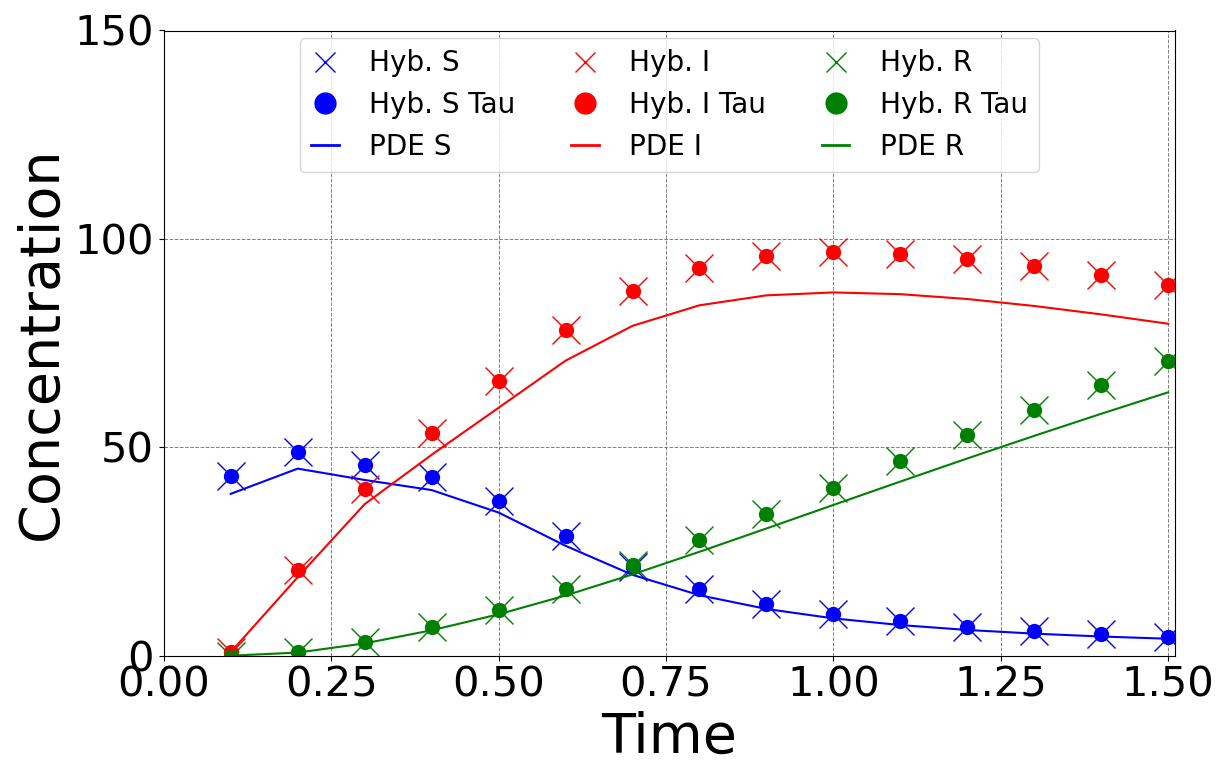 150
100
50
0
Concentration
Hyb. S
Hyb. I
Hyb. R
Hyb. S Tau
Hyb. I Tau
Hyb. R Tau
PDE S
PDE I
PDE R
0.00
0.25
0.50
0.75
1.00
1.25
1.50
Time